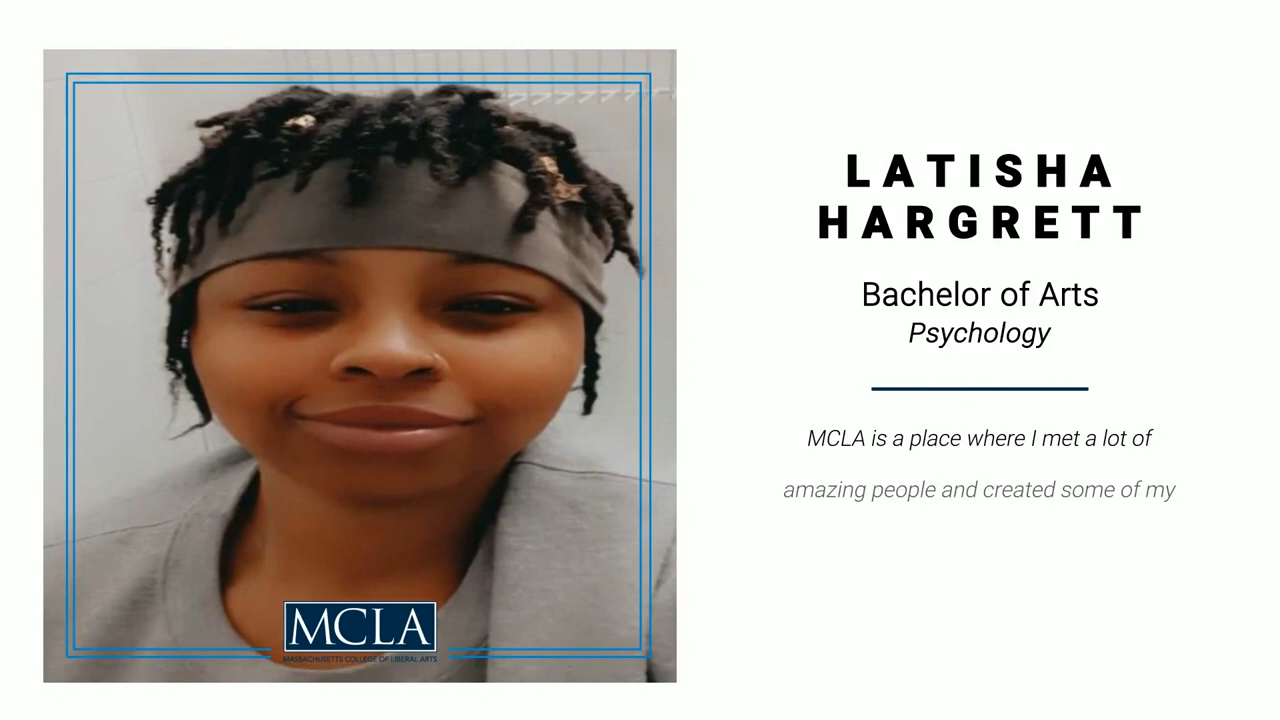 LATISHA
HARGRETT
Bachelor of Arts
Psychology
MCLA is a place where I met a lot of
amazing people and created some of my
MCLA
MASSACHUSETTS COLLEGE OF LIBERAL ARTS